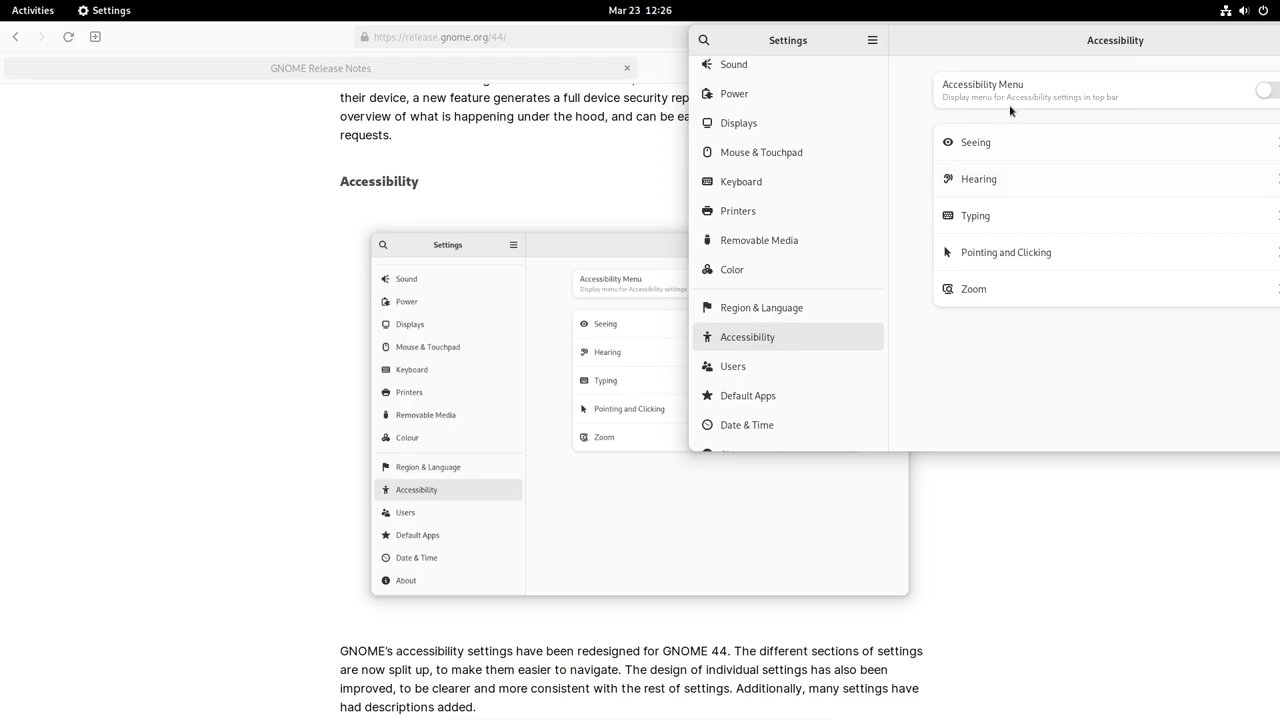 Activities
Settings
Mar 23 12:26
https://release.gnome.org/44/
GNOME Release Notes
their device, a new feature generates a full device security rep
overview of what is happening under the hood, and can be ea
requests.
Accessibility
Settings
Sound
Power
Displays
Mouse & Touchpad
Keyboard
Printers
Removable Media
Colour
Region & Language
Accessibility
Users
Default Apps
Date & Time
About
Accessibility Menu
Display menu for Accessibility settings
Seeing
Hearing
Typing
Pointing and Clicking
Zoom
GNOME's accessibility settings have been redesigned for GNOME 44. The different sections of settings
are now split up, to make them easier to navigate. The design of individual settings has also been
improved, to be clearer and more consistent with the rest of settings. Additionally, many settings have
had descriptions added.
Settings
Sound
Power
Displays
Mouse & Touchpad
Keyboard
Printers
Removable Media
Color
Region & Language
Accessibility
Users
Default Apps
Date & Time
Accessibility
Accessibility Menu
Display menu for Accessibility settings in top bar
Seeing
Hearing
Typing
Pointing and Clicking
Zoom